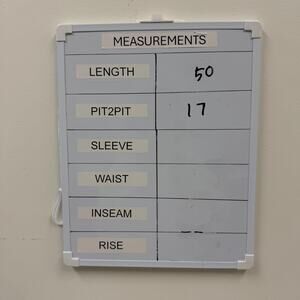 MEASUREMENTS
LENGTH 50
PIT2PIT 17
SLEEVE
WAIST
INSEAM
RISE